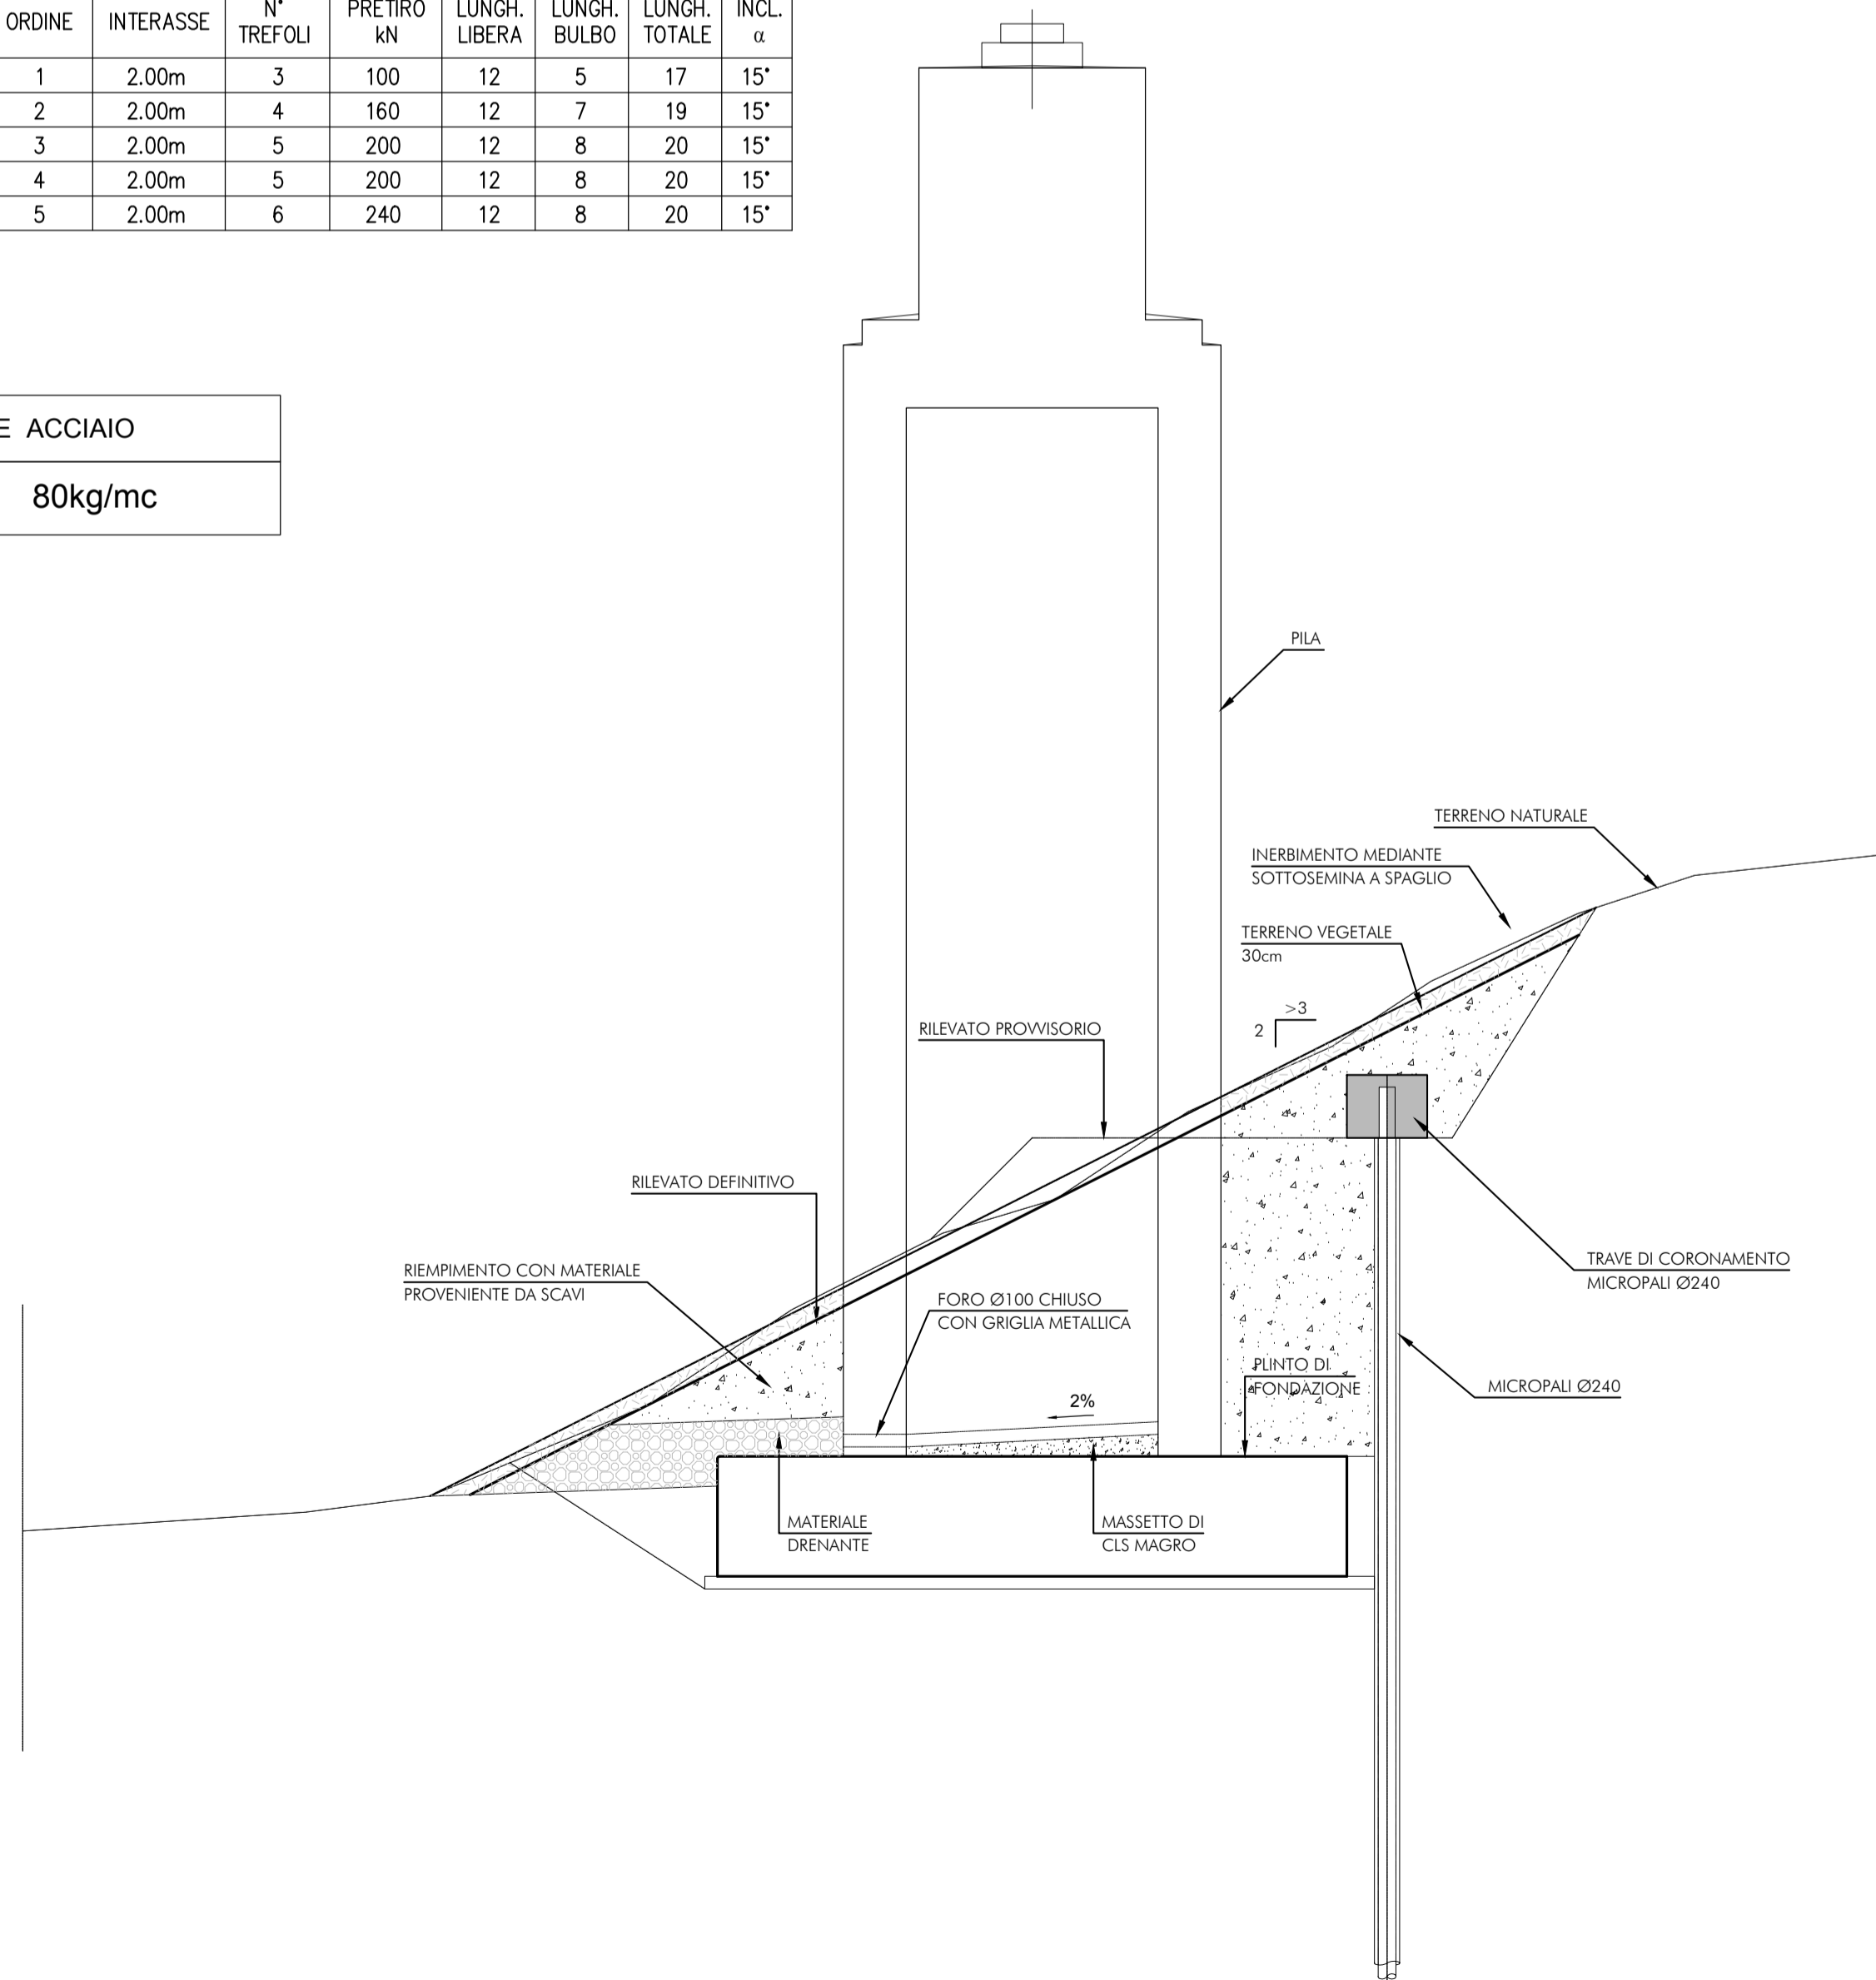 ORDINE INTERASSE N° TREFOLI PRETIRO kN LUNGH. LIBERA LUNGH. BULBO LUNGH. TOTALE INCL. α
1 2.00m 3 100 12 5 17 15°
2 2.00m 4 160 12 7 19 15°
3 2.00m 5 200 12 8 20 15°
4 2.00m 5 200 12 8 20 15°
5 2.00m 6 240 12 8 20 15°
E ACCIAIO
80kg/mc
PILA
TERRENO NATURALE
INERBIMENTO MEDIANTE
SOTTOSEMINA A SPAGLIO
TERRENO VEGETALE
30cm
>3
2
RILEVATO PROVVISORIO
RILEVATO DEFINITIVO
RIEMPIMENTO CON MATERIALE
PROVENIENTE DA SCAVI
TRAVE DI CORONAMENTO
MICROPALI Ø240
FORO Ø100 CHIUSO
CON GRIGLIA METALLICA
PLINTO DI
FONDAZIONE
MICROPALI Ø240
2%
MATERIALE
DRENANTE
MASSETTO DI
CLS MAGRO